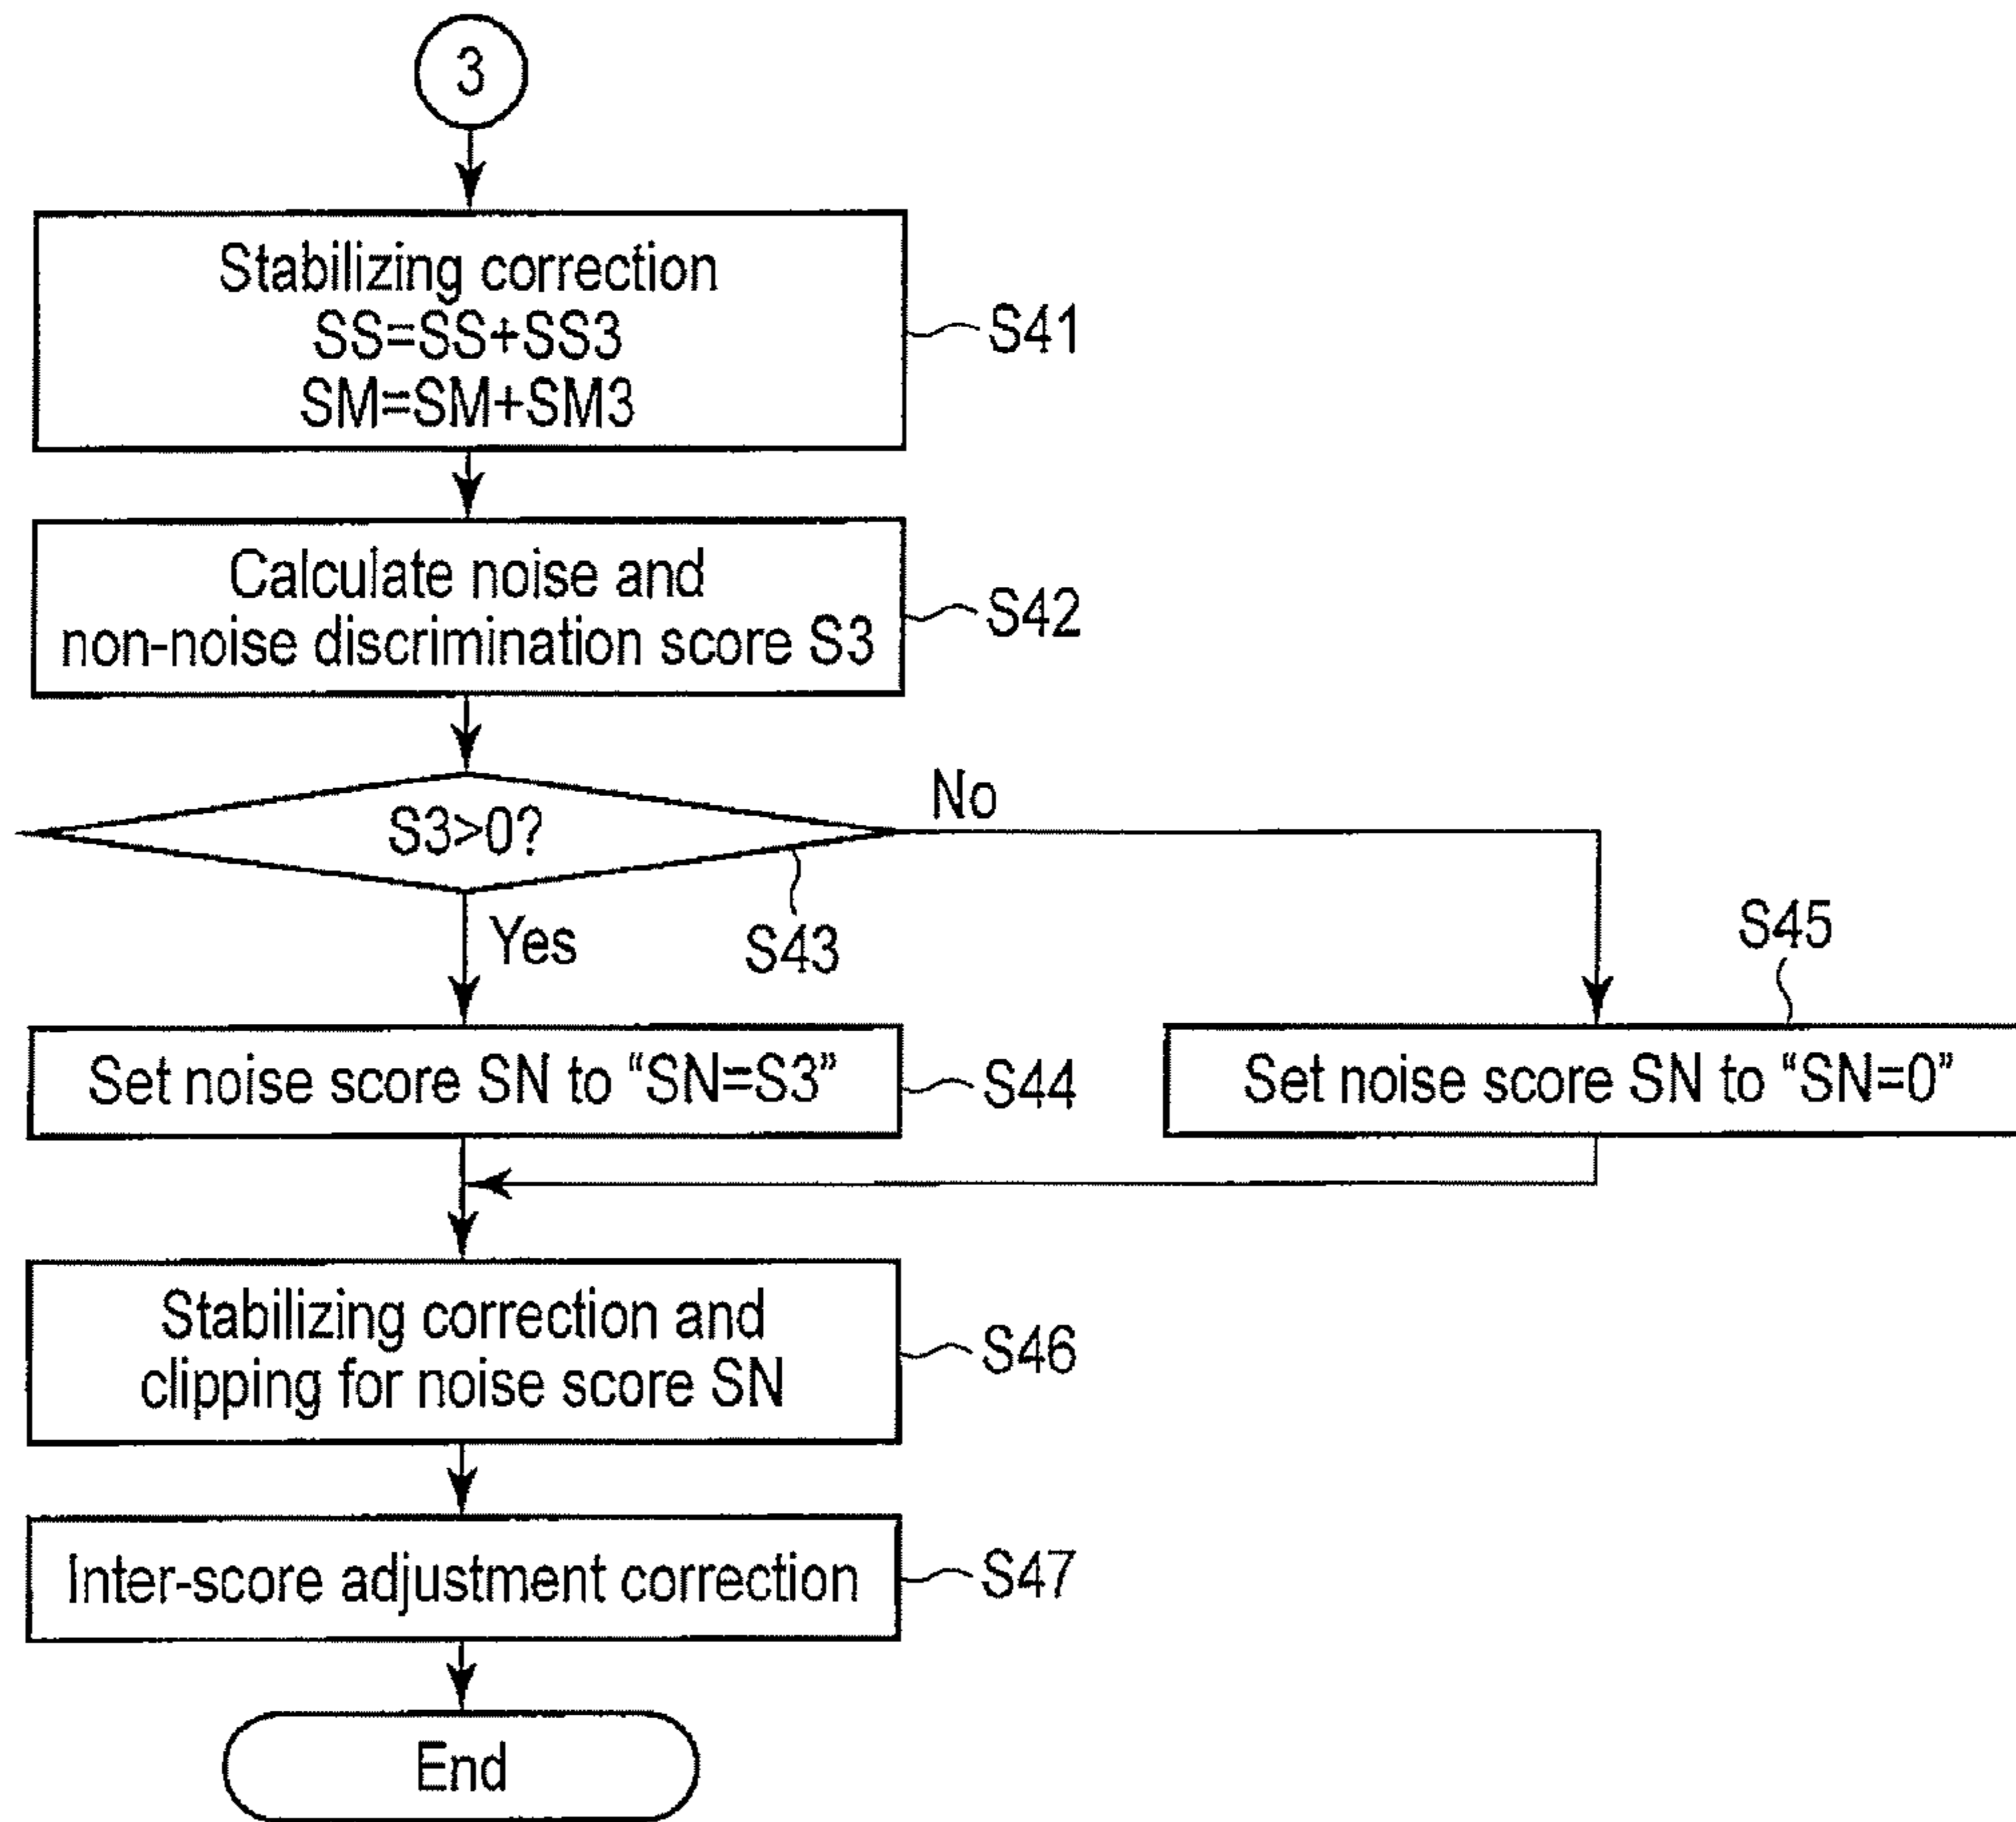 3
Stabilizing correction
SS=SS+SS3
SM=SM+SM3
S41
Calculate noise and
non-noise discrimination score S3
S42
S3>0?
No
Yes
S43
S45
Set noise score SN to “SN=S3”
S44
Set noise score SN to “SN=0”
Stabilizing correction and
clipping for noise score SN
S46
Inter-score adjustment correction
S47
End